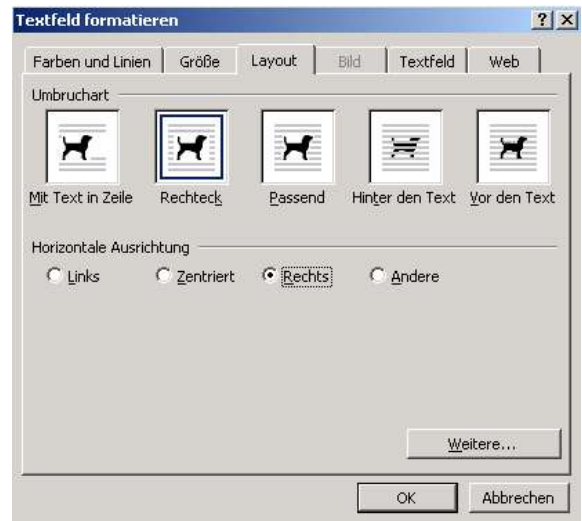 Textfeld formatieren
Farben und Linien Größe Layout Bild Textfeld Web
Umbruchart
Mit Text in Zeile Rechteck Passend Hinter den Text Vor den Text
Horizontale Ausrichtung
Links Zentriert Rechts Andere
Weitere...
OK Abbrechen